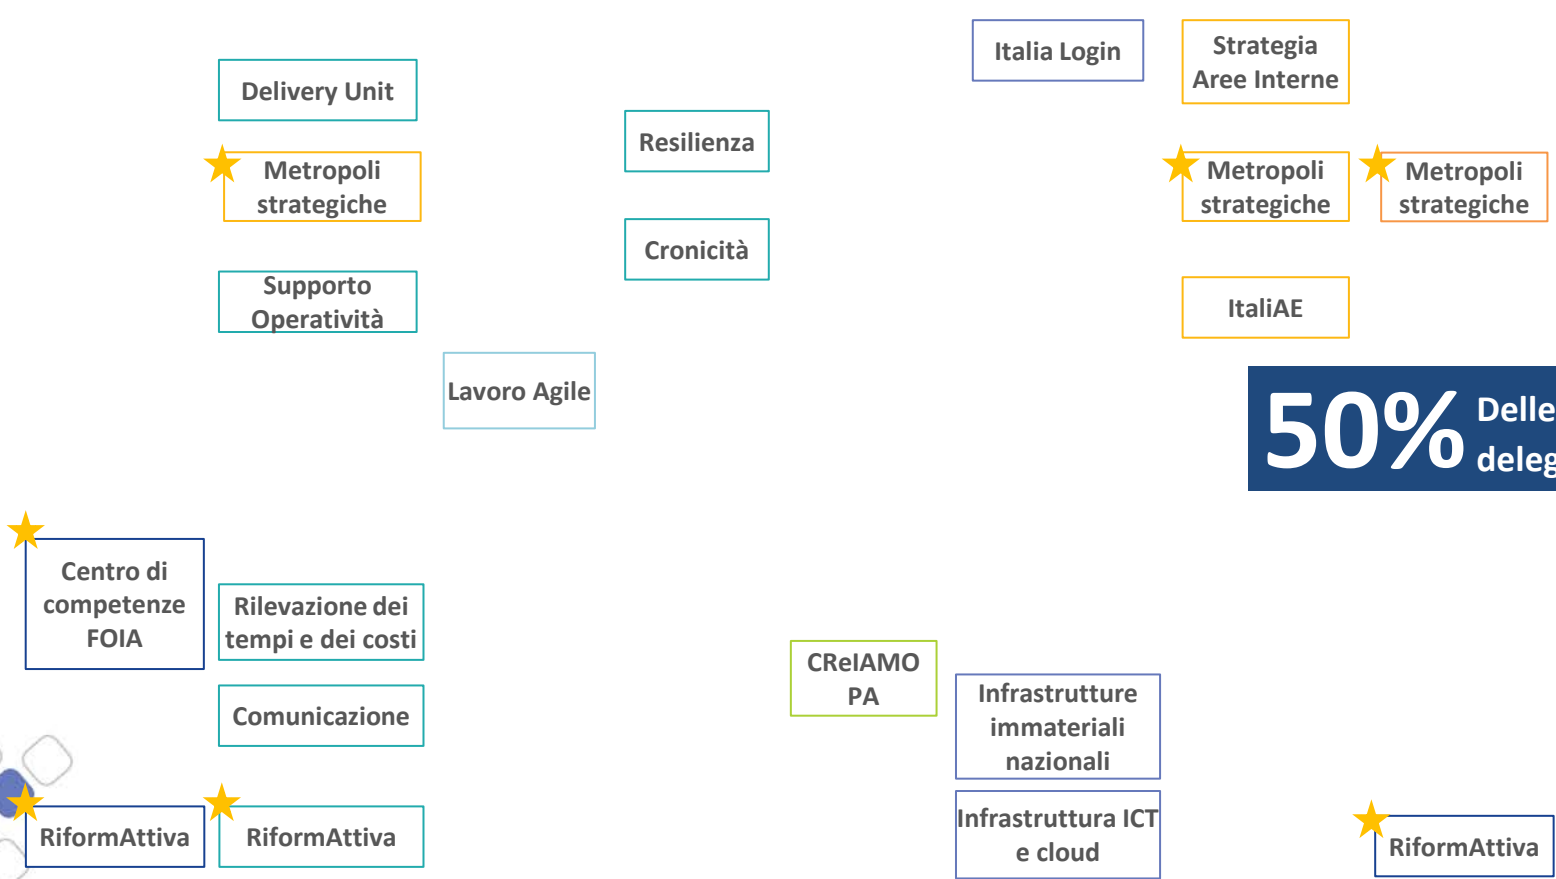 Italia Login
Strategia
Aree Interne
Delivery Unit
Resilienza
Metropoli
strategiche
Metropoli
strategiche
Metropoli
strategiche
Cronicità
Supporto
Operatività
ItaliAE
Lavoro Agile
50%
Delle
Centro di
competenze
FOIA
Rilevazione dei
tempi e dei costi
CReIAMO
PA
Comunicazione
Infrastrutture
immateriali
nazionali
RiformAttiva
RiformAttiva
Infrastruttura ICT
e cloud
RiformAttiva